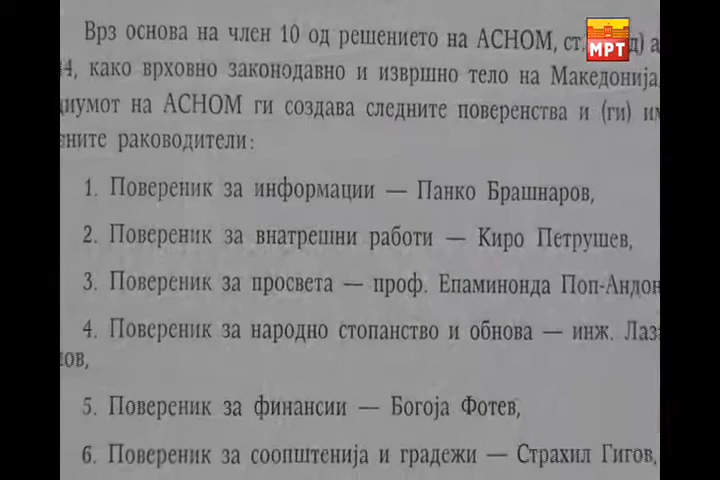 Врз основа на член 10 од решението на АСНОМ, ст.
МРТ
како врховно законодавно и извршно тело на Македонија,
на АСНОМ ги создава следните поверенства и (ги)
раководители:
1. Повереник за информации — Панко Брашнаров,
2. Повереник за внатрешни работи — Киро Петрушев,
3. Повереник за просвета — проф. Епаминонда Поп-Андон
4. Повереник за народно стопанство и обнова — инж. Лаз
ов,
5. Повереник за финансии — Богоја Фотев,
6. Повереник за соопштенија и градежи — Страхил Гигов,